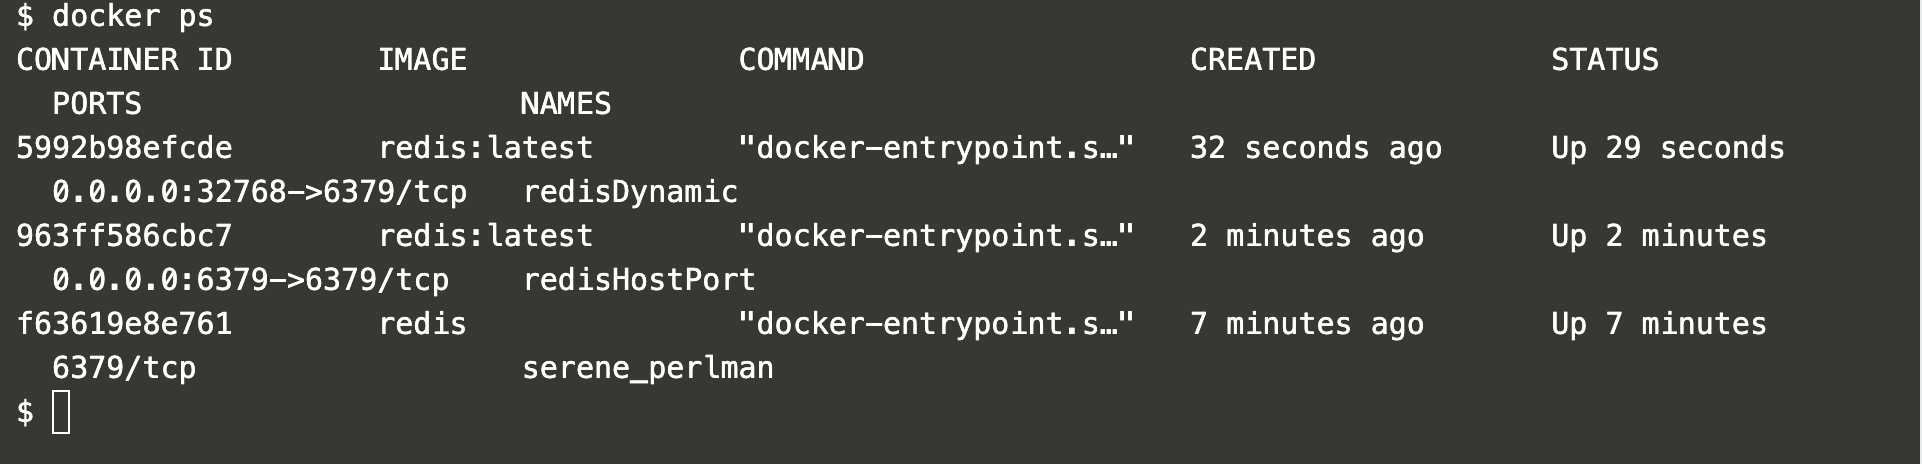 $ docker ps
CONTAINER ID        IMAGE               COMMAND                  CREATED             STATUS
  PORTS                     NAMES
5992b98efcde        redis:latest        "docker-entrypoint.s…"   32 seconds ago      Up 29 seconds
  0.0.0.0:32768->6379/tcp   redisDynamic
963ff586cbc7        redis:latest        "docker-entrypoint.s…"   2 minutes ago       Up 2 minutes
  0.0.0.0:6379->6379/tcp    redisHostPort
f63619e8e761        redis               "docker-entrypoint.s…"   7 minutes ago       Up 7 minutes
  6379/tcp                  serene_perlman
$